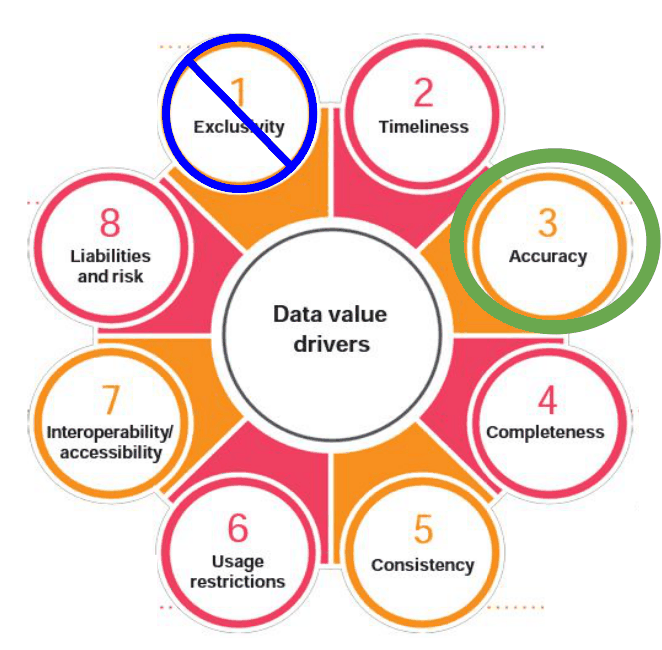 1
Exclusivity
2
Timeliness
3
Accuracy
4
Completeness
5
Consistency
6
Usage
restrictions
7
Interoperability/
accessibility
8
Liabilities
and risk
Data value
drivers